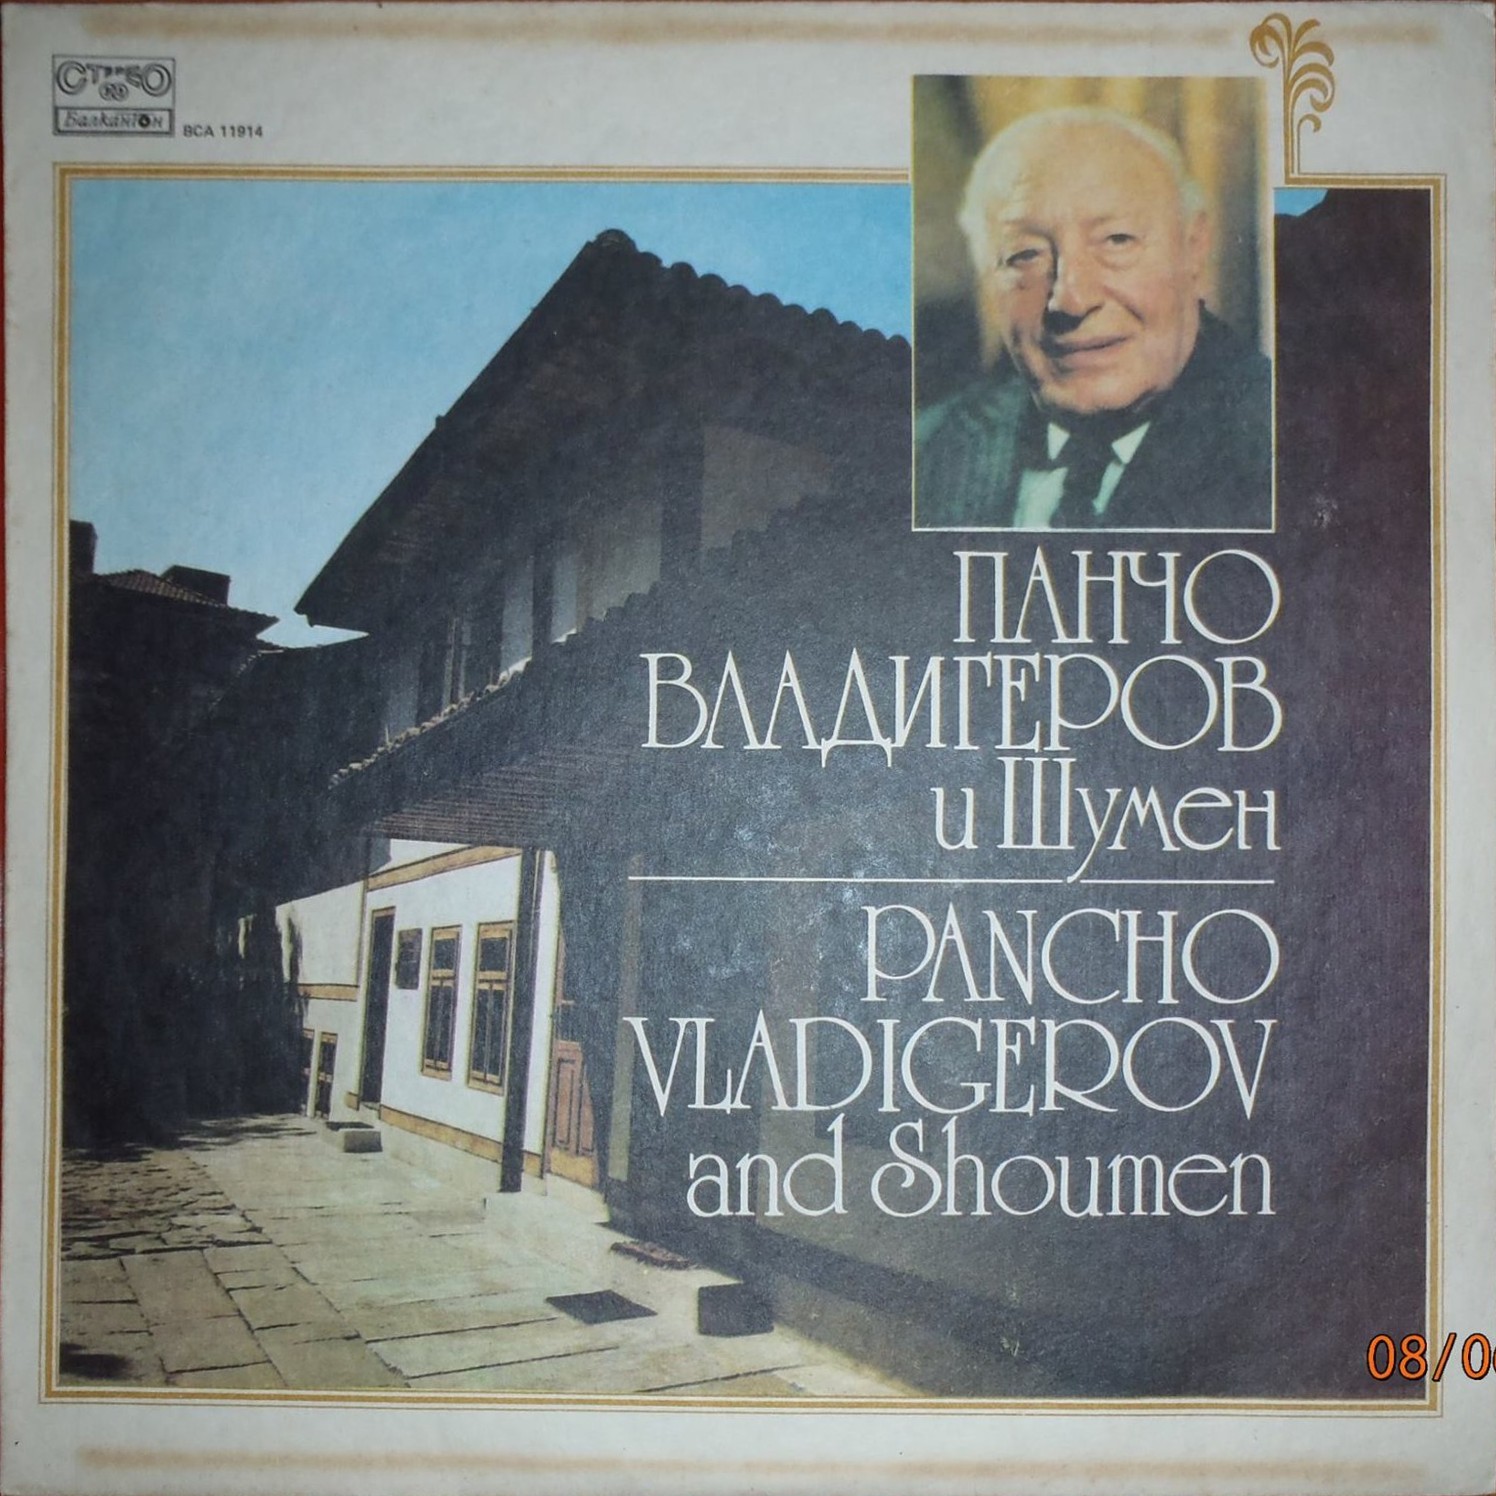 СТЕРЕО
Балкантон
ВСА 11914
ПАНЧО
ВЛАДИГЕРОВ
и Шумен
PANCHO
VLADIGEROV
and Shoumen
08/0